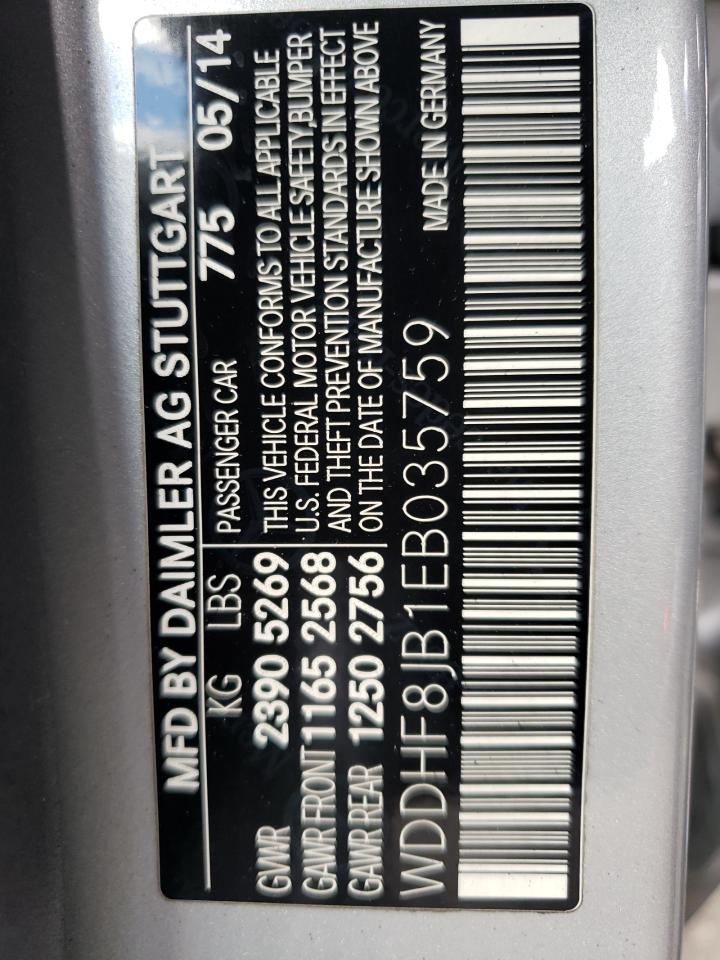 MFD BY DAIMLER AG STUTTGART
KG LBS PASSENGER CAR 775 05/14
GVWR 2390 5269 THIS VEHICLE CONFORMS TO ALL APPLICABLE
U.S. FEDERAL MOTOR VEHICLE SAFETY,BUMPER
GAWR FRONT 1165 2568 AND THEFT PREVENTION STANDARDS IN EFFECT
GAWR REAR 1250 2756 ON THE DATE OF MANUFACTURE SHOWN ABOVE
WDDHF8JB1EB035759 MADE IN GERMANY